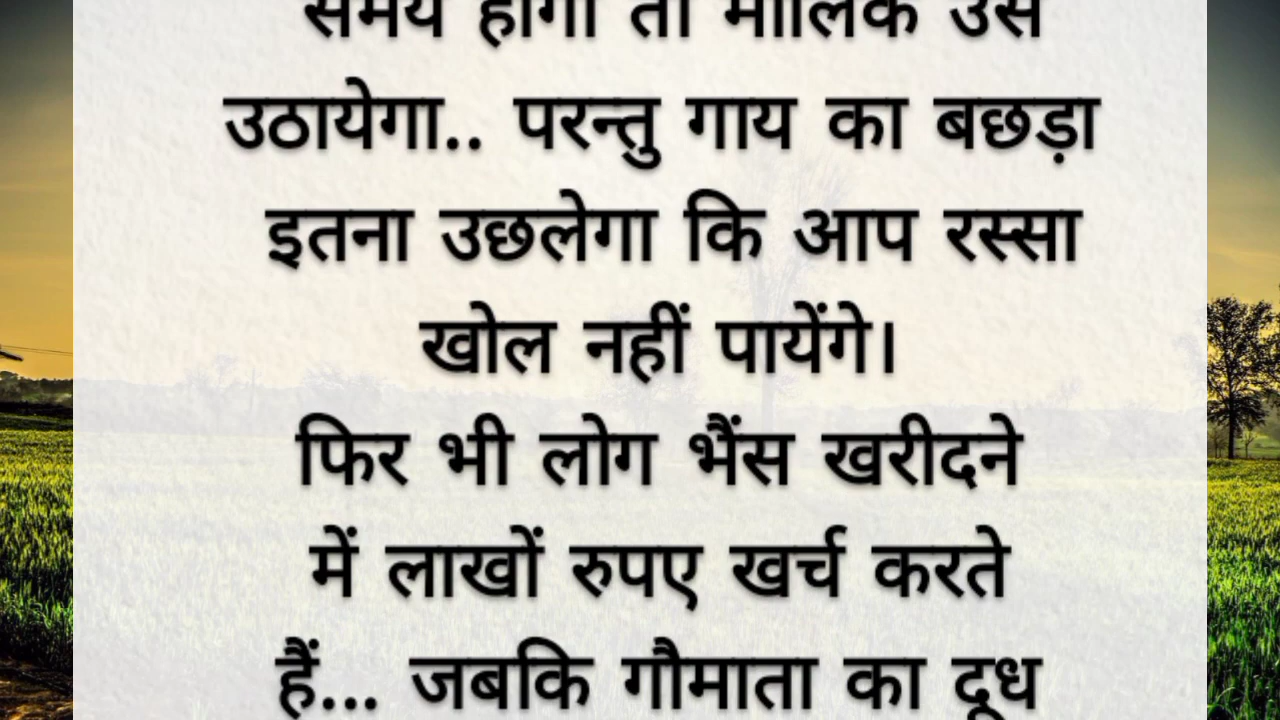 समय होगा तो मालिक उसे
उठायेगा.. परन्तु गाय का बछड़ा
इतना उछलेगा कि आप रस्सा
खोल नहीं पायेंगे।
फिर भी लोग भैंस खरीदने
में लाखों रुपए खर्च करते
हैं... जबकि गौमाता का दूध